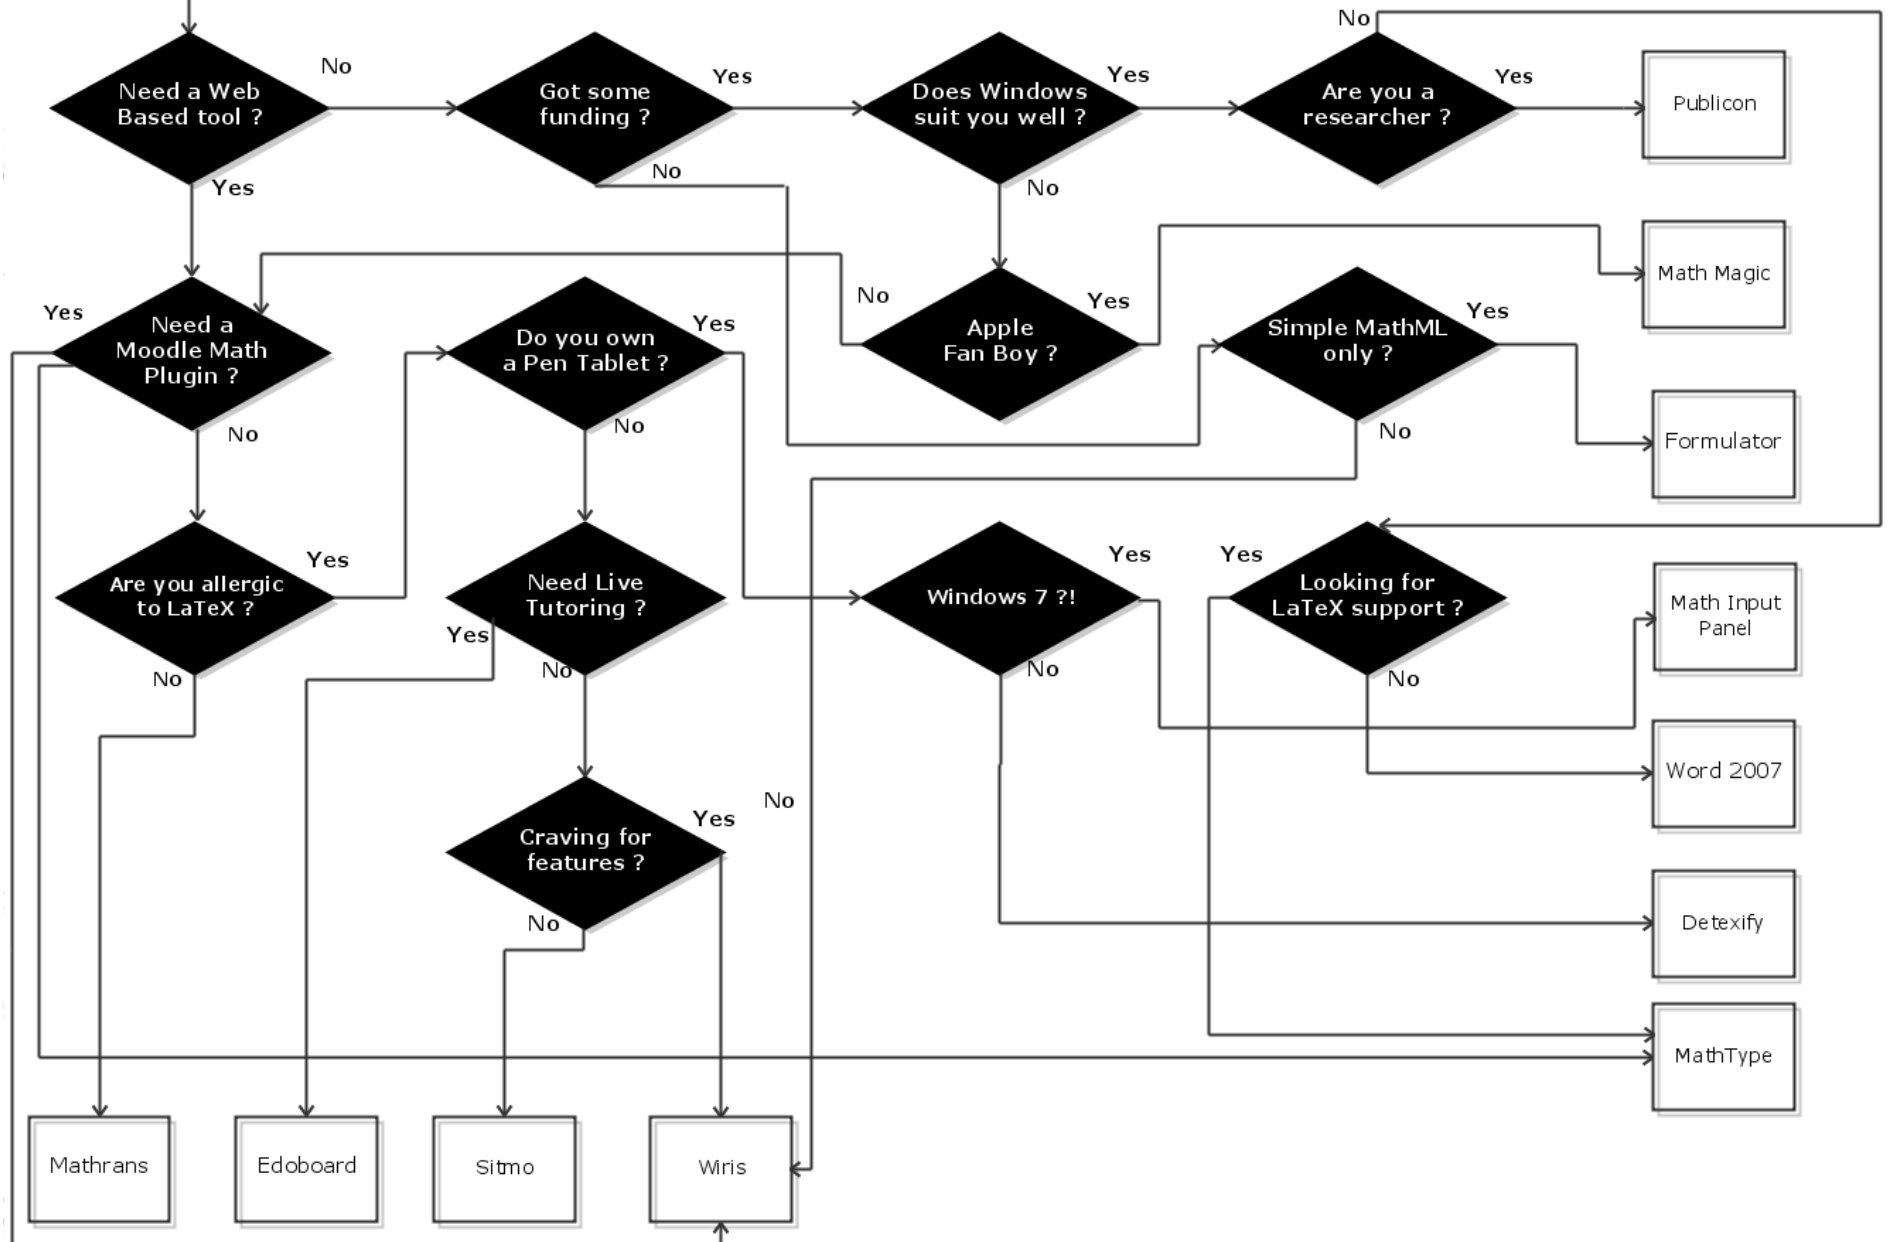 No
No
Yes
Yes
Yes
Need a Web
Based tool ?
Got some
funding ?
Does Windows
suit you well ?
Are you a
researcher ?
Publicon
No
Yes
No
Math Magic
Yes
No
Yes
Yes
Yes
Need a
Moodle Math
Plugin ?
Do you own
a Pen Tablet ?
Apple
Fan Boy ?
Simple MathML
only ?
No
No
No
Formulator
Yes
Yes
Yes
Are you allergic
to LaTeX ?
Need Live
Tutoring ?
Windows 7 ?!
Looking for
LaTeX support ?
Math Input
Panel
Yes
No
No
No
No
Word 2007
No
Yes
Craving for
features ?
No
Detexify
MathType
Mathrans
Edoboard
Sitmo
Wiris